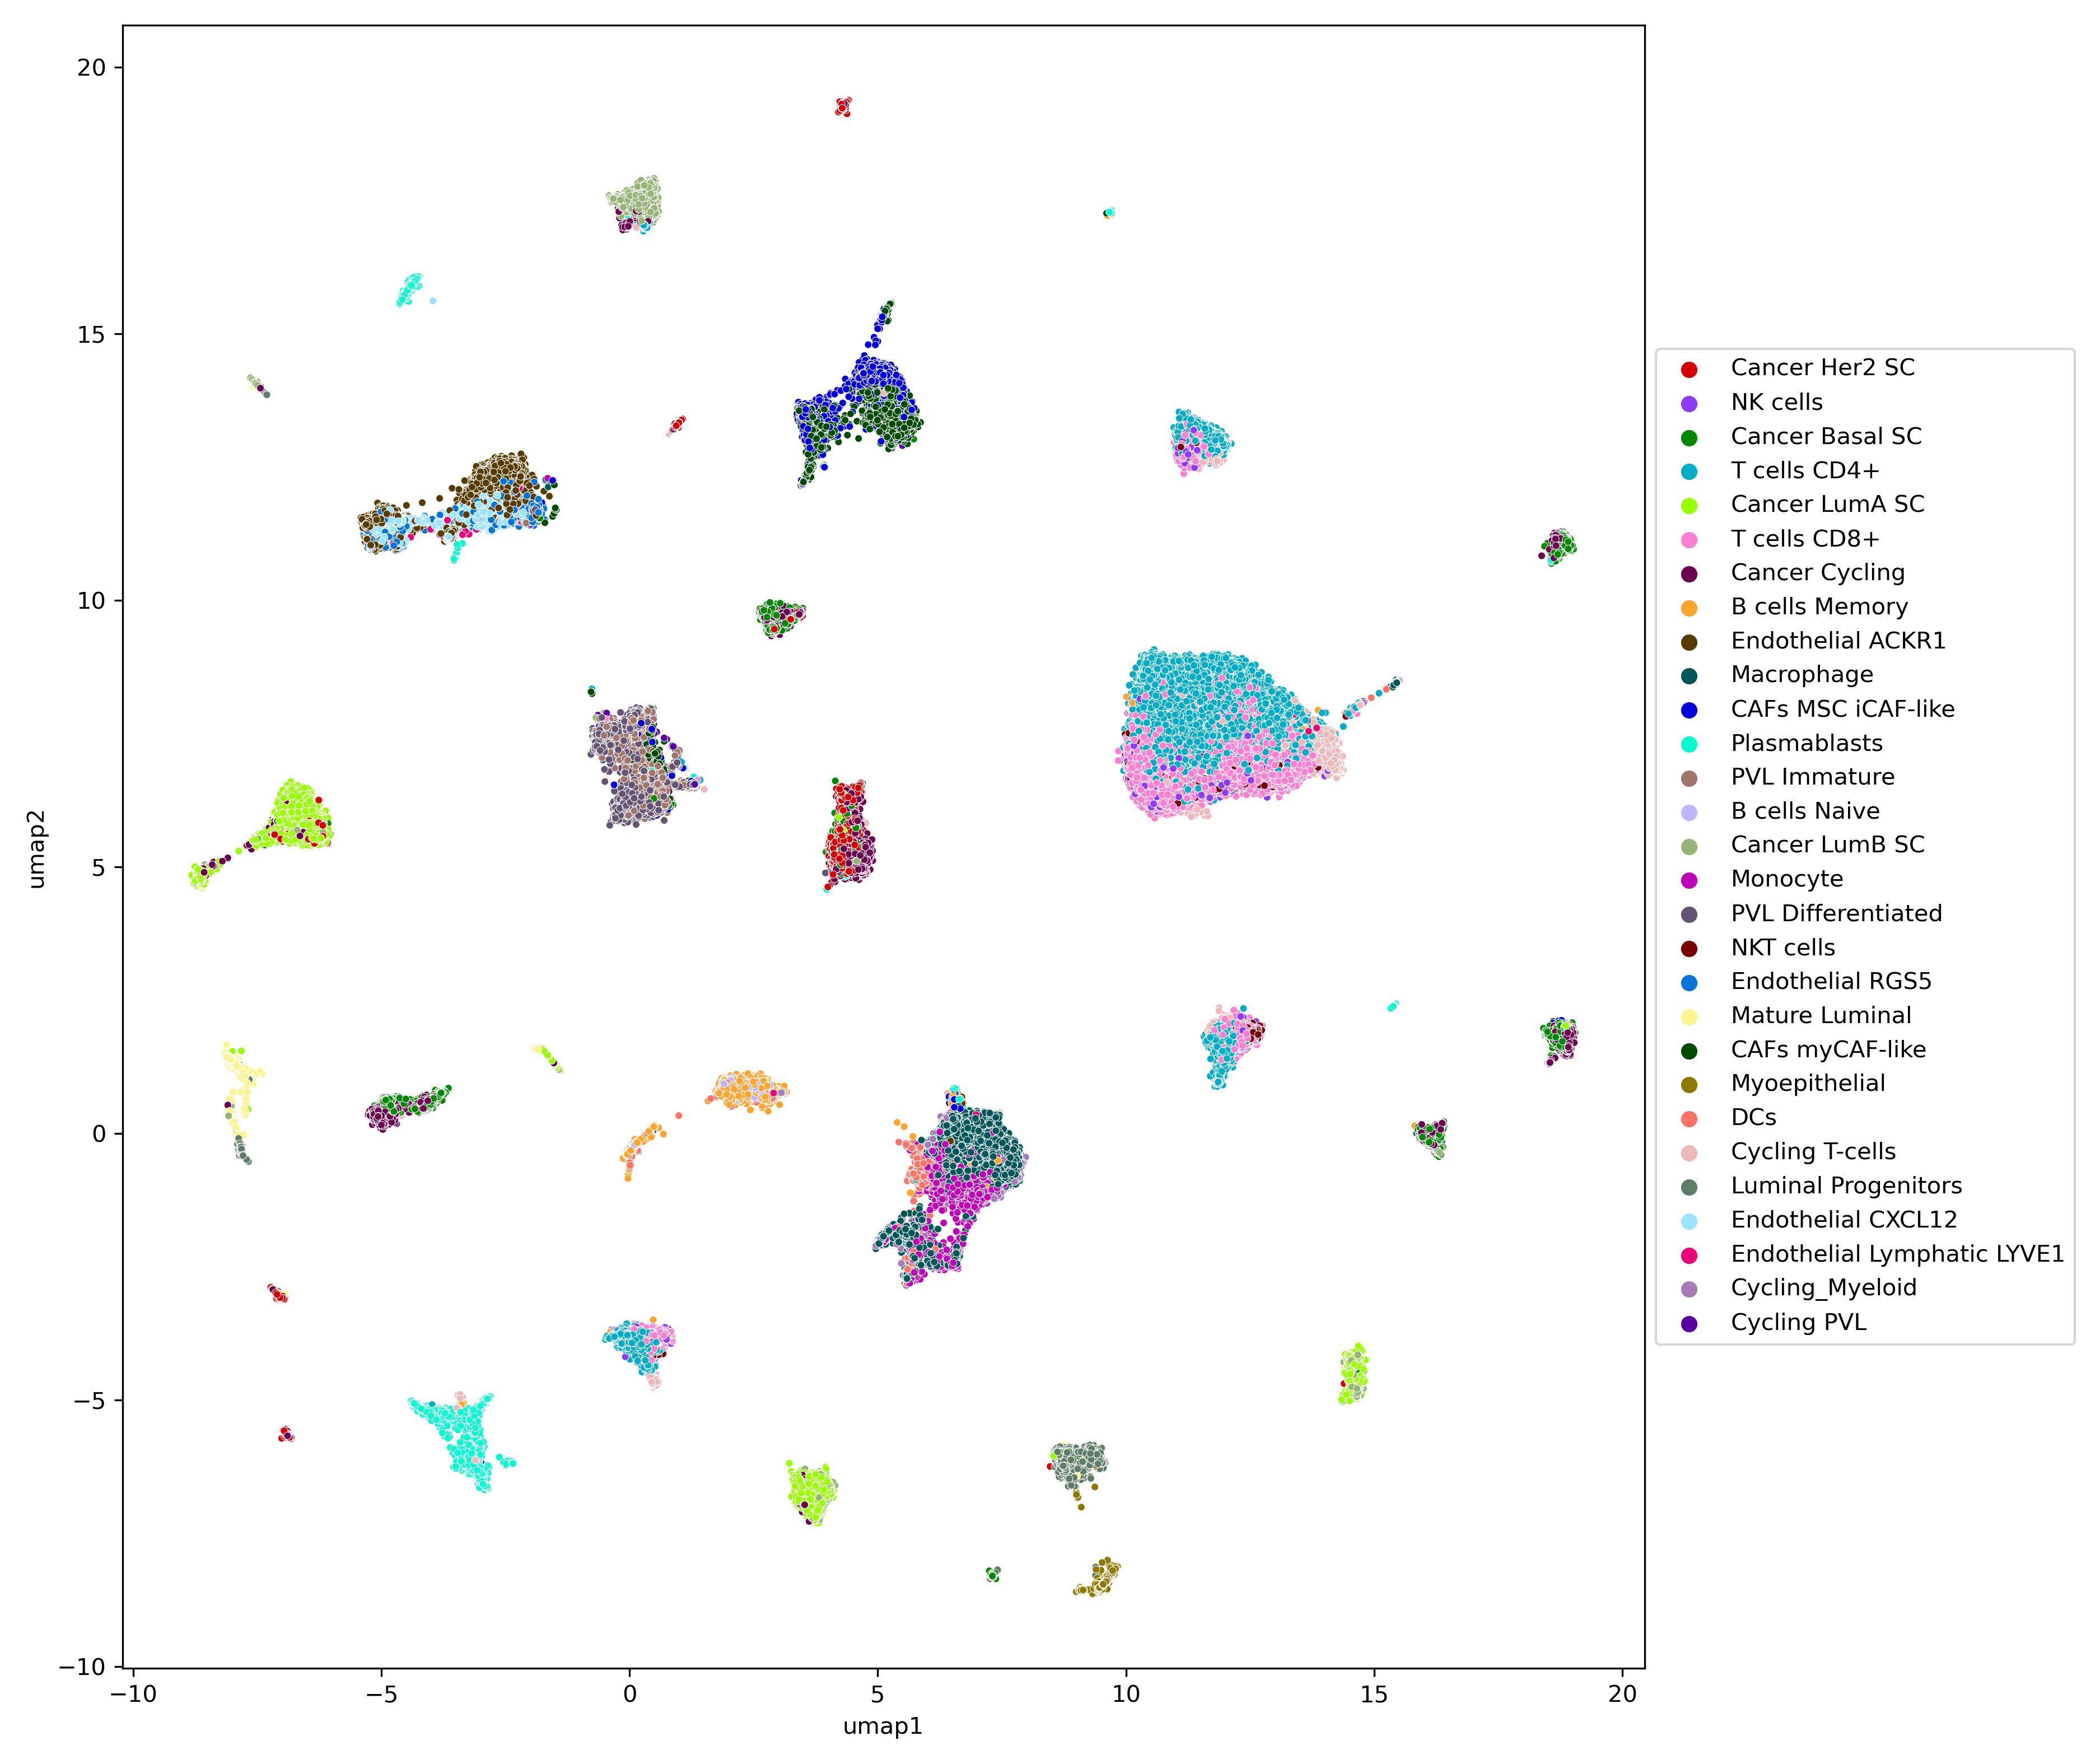 20
15
10
5
0
−5
−10
umap2
−10
−5
0
5
10
15
20
umap1
Cancer Her2 SC
NK cells
Cancer Basal SC
T cells CD4+
Cancer LumA SC
T cells CD8+
Cancer Cycling
B cells Memory
Endothelial ACKR1
Macrophage
CAFs MSC iCAF-like
Plasmablasts
PVL Immature
B cells Naive
Cancer LumB SC
Monocyte
PVL Differentiated
NKT cells
Endothelial RGS5
Mature Luminal
CAFs myCAF-like
Myoepithelial
DCs
Cycling T-cells
Luminal Progenitors
Endothelial CXCL12
Endothelial Lymphatic LYVE1
Cycling_Myeloid
Cycling PVL